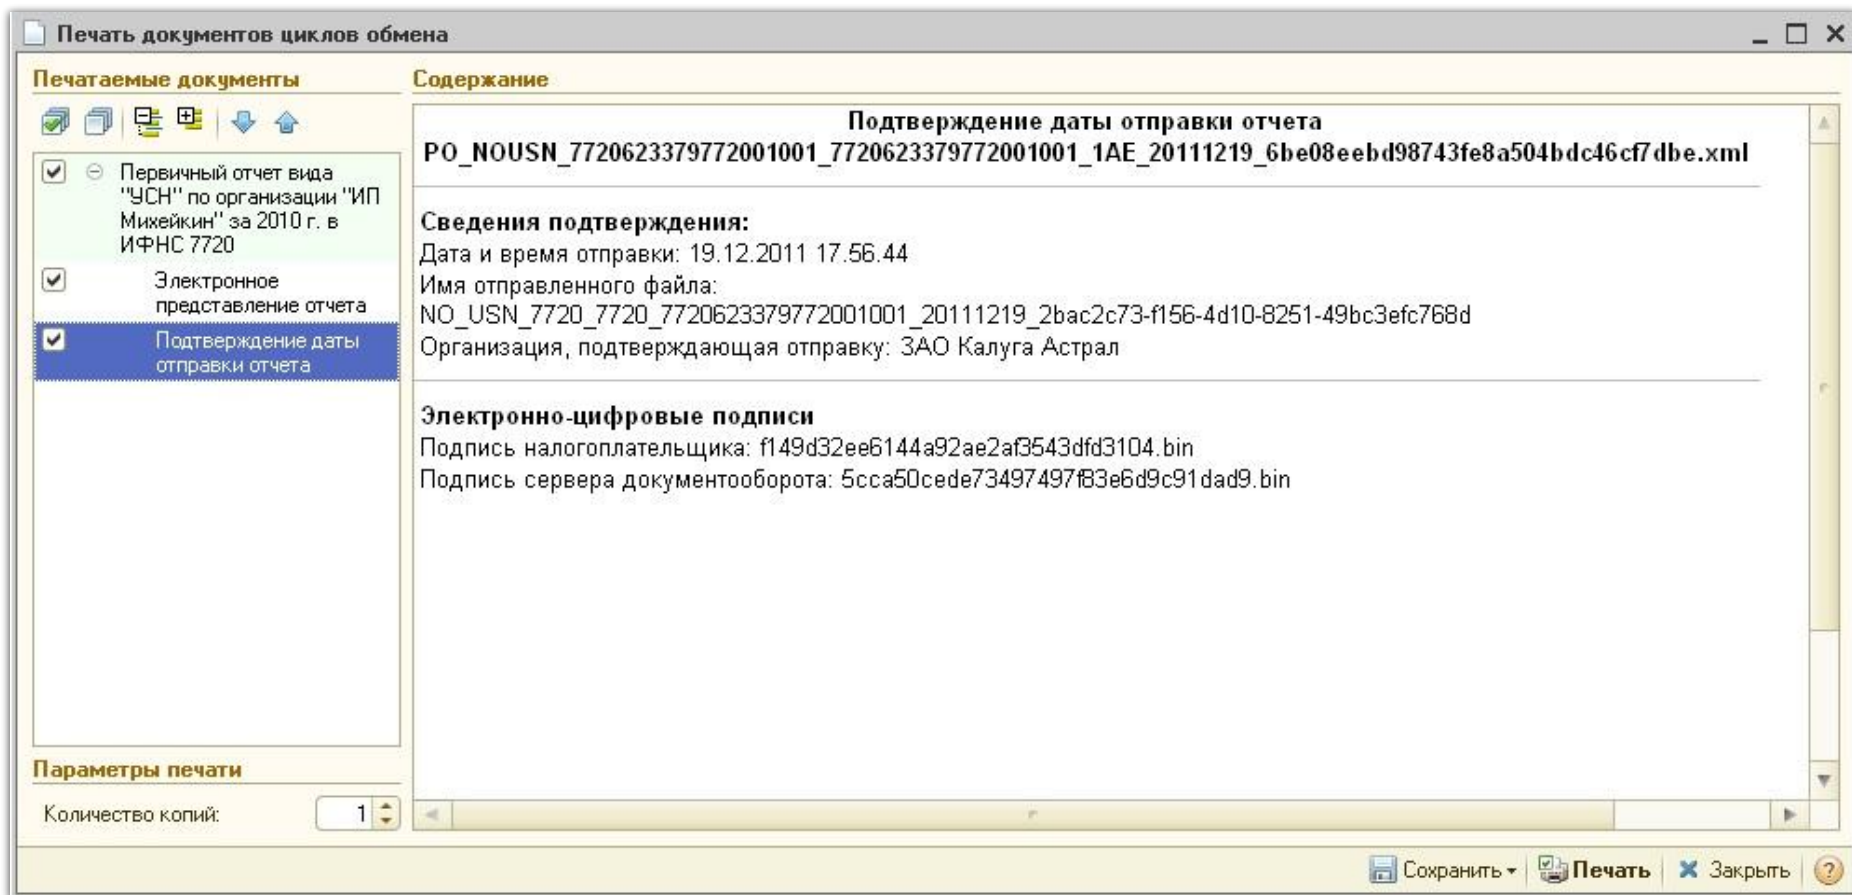 Печать документов циклов обмена
Печатаемые документы
Первичный отчет вида
"УСН" по организации "ИП
Михейкин" за 2010 г. в
ИФНС 7720
Электронное
представление отчета
Подтверждение даты
отправки отчета
Параметры печати
Количество копий: 1
Содержание
Подтверждение даты отправки отчета
PO_NOUSN_7720623379772001001_7720623379772001001_1AE_20111219_6be08eebd98743fe8a504bdc46cf7dbe.xml
Сведения подтверждения:
Дата и время отправки: 19.12.2011 17.56.44
Имя отправленного файла:
NO_USN_7720_7720_7720623379772001001_20111219_2bac2c73-f156-4d10-8251-49bc3efc768d
Организация, подтверждающая отправку: ЗАО Калуга Астрал
Электронно-цифровые подписи
Подпись налогоплательщика: f149d32ee6144a92ae2af3543dfd3104.bin
Подпись сервера документооборота: 5cca50cede73497497f83e6d9c91dad9.bin
Сохранить Печать Закрыть ?